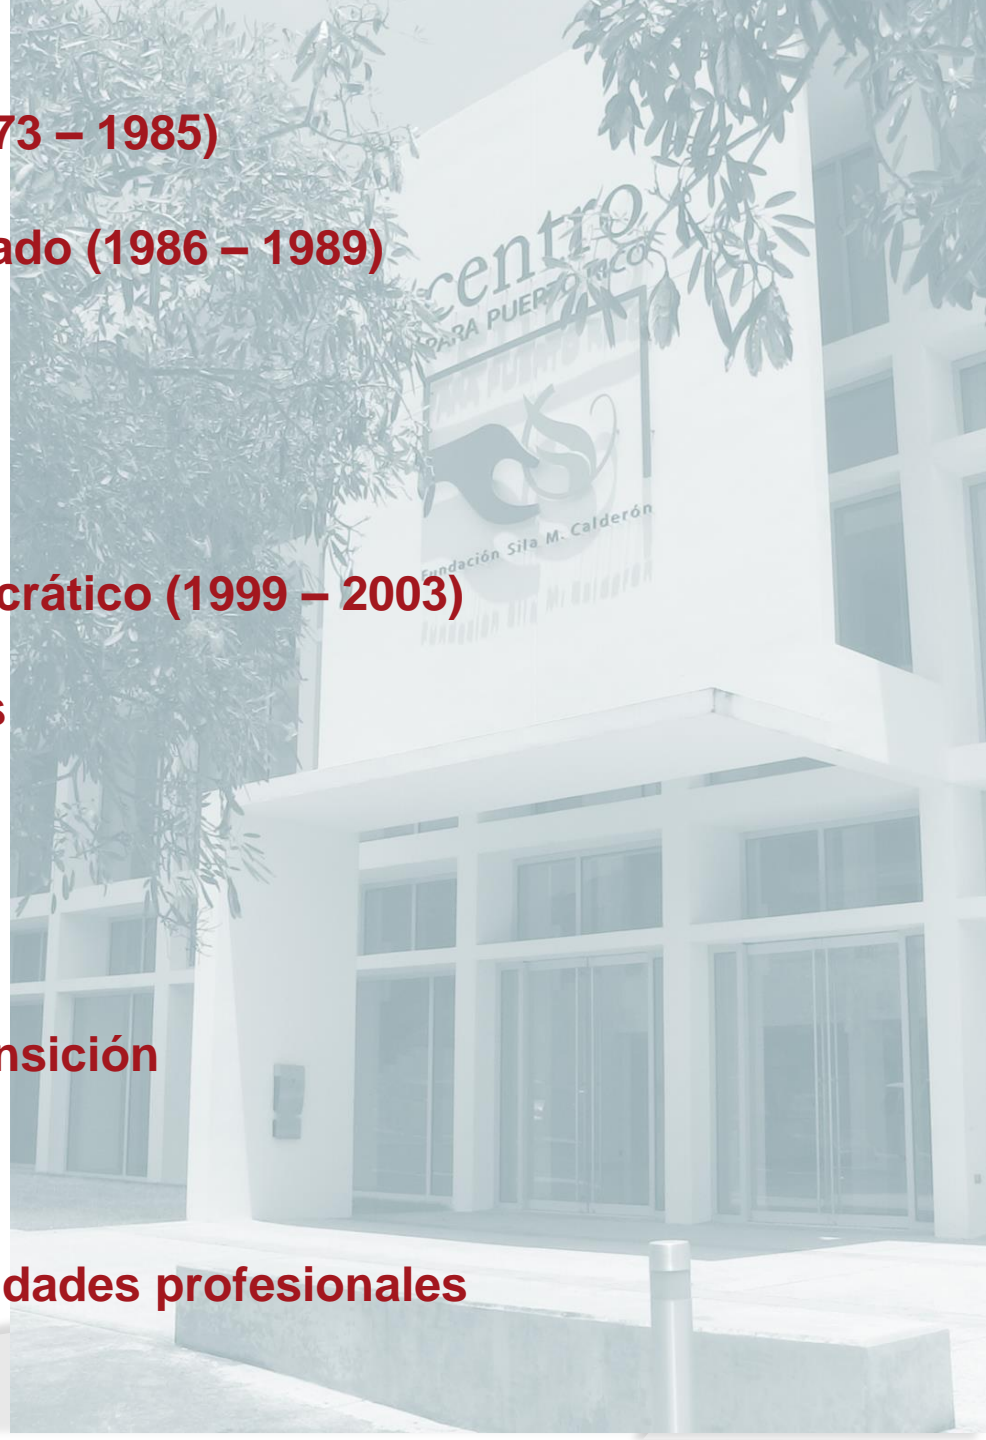 73 – 1985)
ado (1986 – 1989)
centro
PARA PUERTO RICO
Fundación Sila M. Calderón
crático (1999 – 2003)
s
nsición
dades profesionales